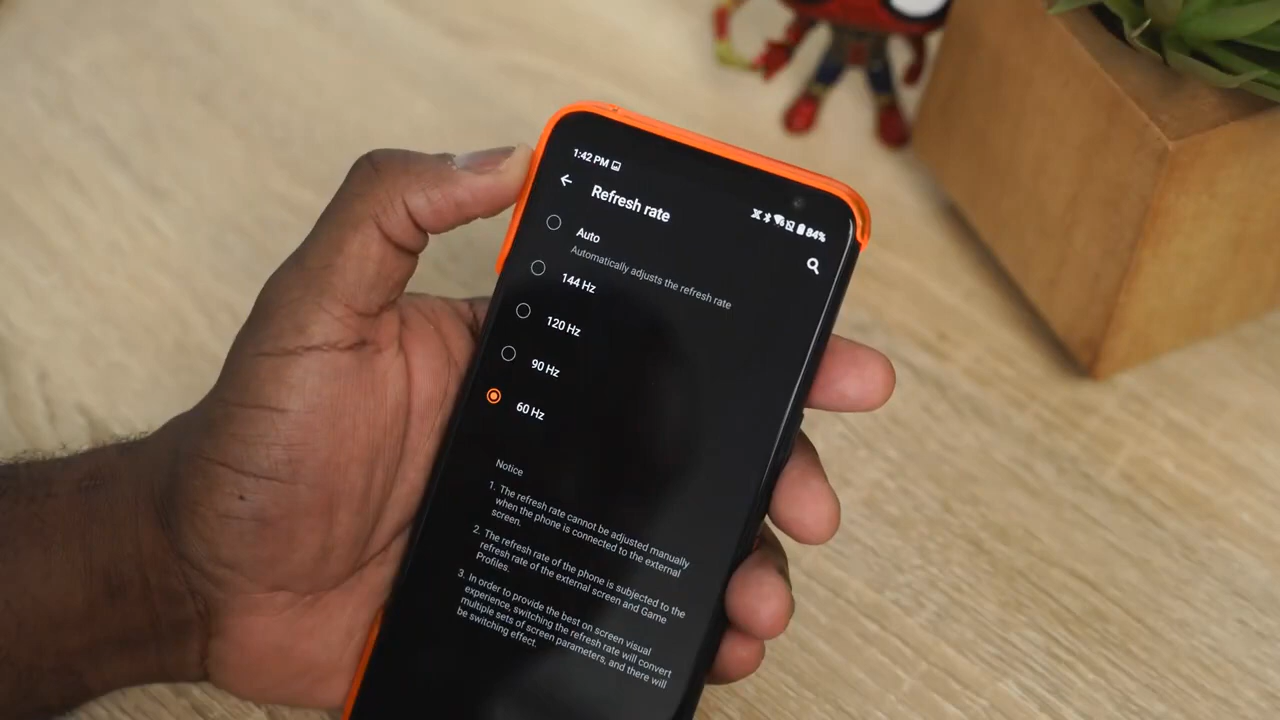 1:42 PM
84%
Refresh rate
Auto
Automatically adjusts the refresh rate
144 Hz
120 Hz
90 Hz
60 Hz
Notice
1. The refresh rate cannot be adjusted manually
when the phone is connected to the external
screen.
2. The refresh rate of the phone is subjected to the
refresh rate of the external screen and Game
Profiles.
3. In order to provide the best on screen visual
experience, switching the refresh rate will convert
multiple sets of screen parameters, and there will
be switching effect.